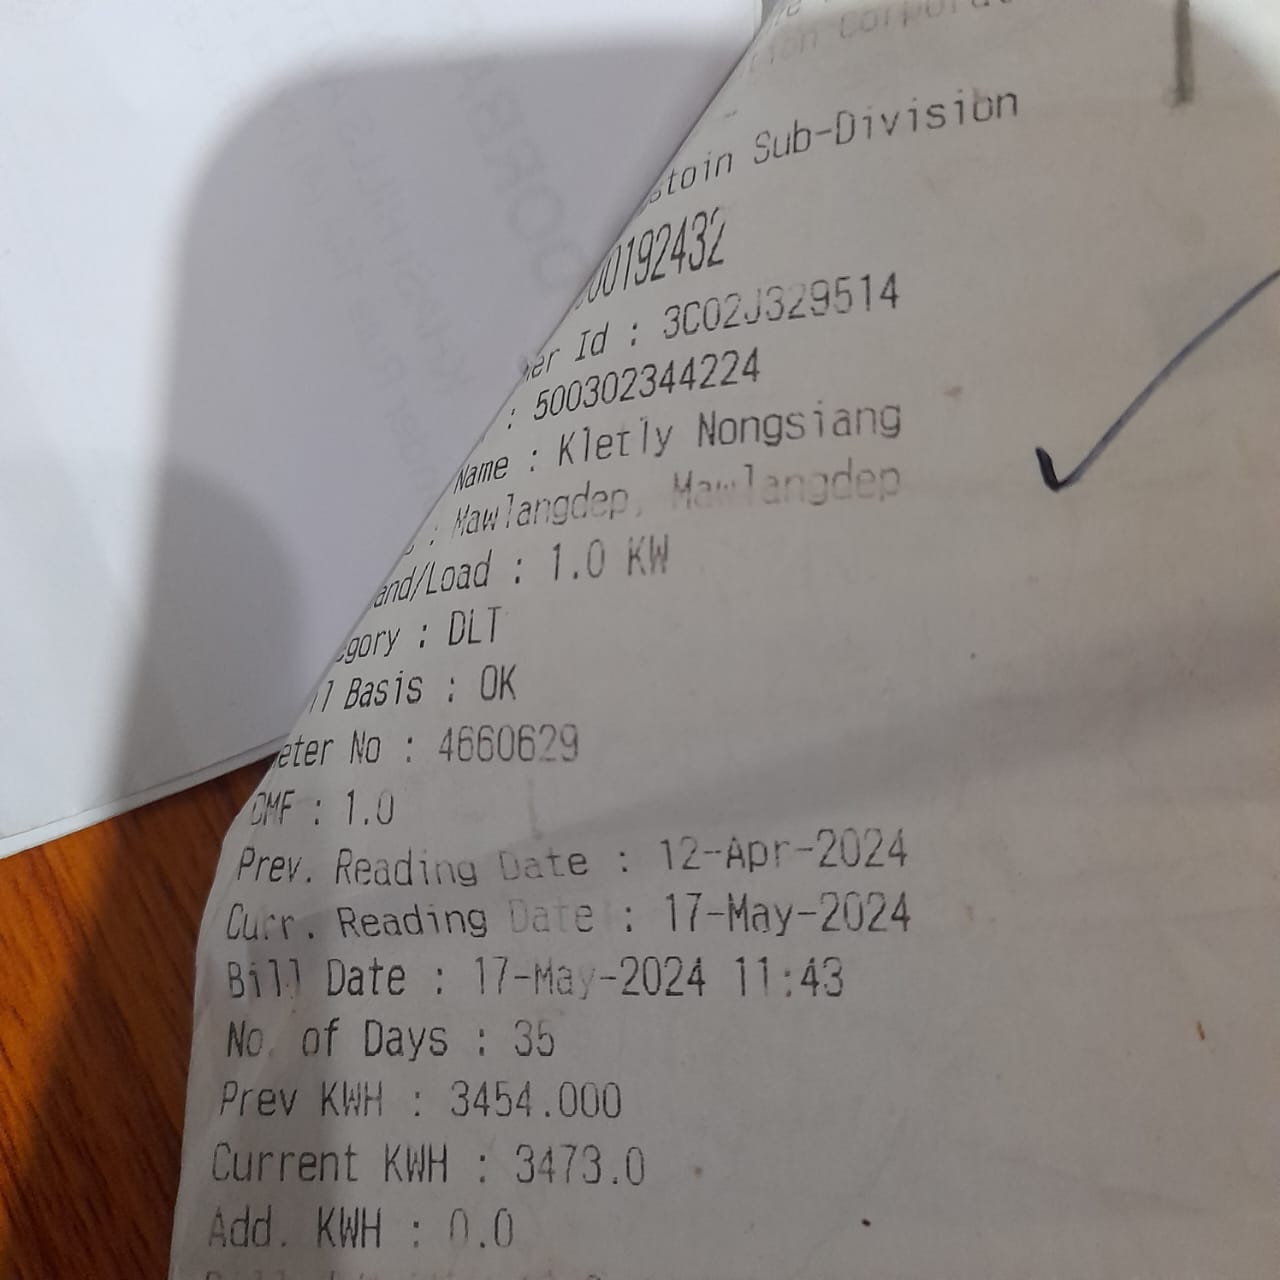 Sub-Division
00192432
Id : 3C02J329514
: 500302344224
Name : Kletly Nongsiang
: Mawlangdep, Mawlangdep
and/Load : 1.0 KW
egory : DLT
Basis : OK
eter No : 4660629
OMF : 1.0
Prev. Reading Date : 12-Apr-2024
Curr. Reading Date : 17-May-2024
Bill Date : 17-May-2024 11:43
No. of Days : 35
Prev KWH : 3454.000
Current KWH : 3473.0
Add. KWH : 0.0